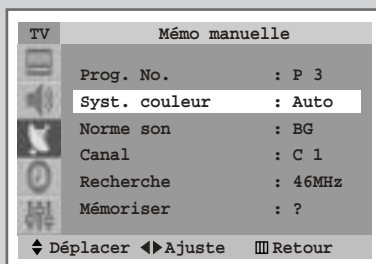 TV Mémo manuelle
Prog. No. : P 3
Syst. couleur : Auto
Norme son : BG
Canal : C 1
Recherche : 46MHz
Mémoriser : ?
Déplacer Ajuste Retour